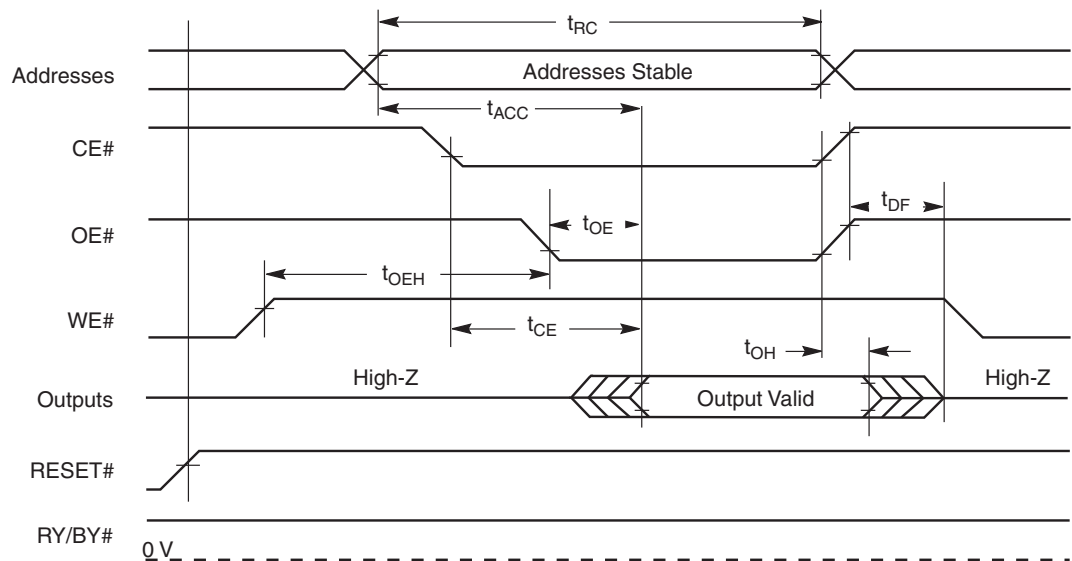 tRC
Addresses
Addresses Stable
tACC
CE#
tDF
OE#
tOE
tOEH
WE#
tCE
tOH
High-Z
High-Z
Outputs
Output Valid
RESET#
RY/BY#
0 V